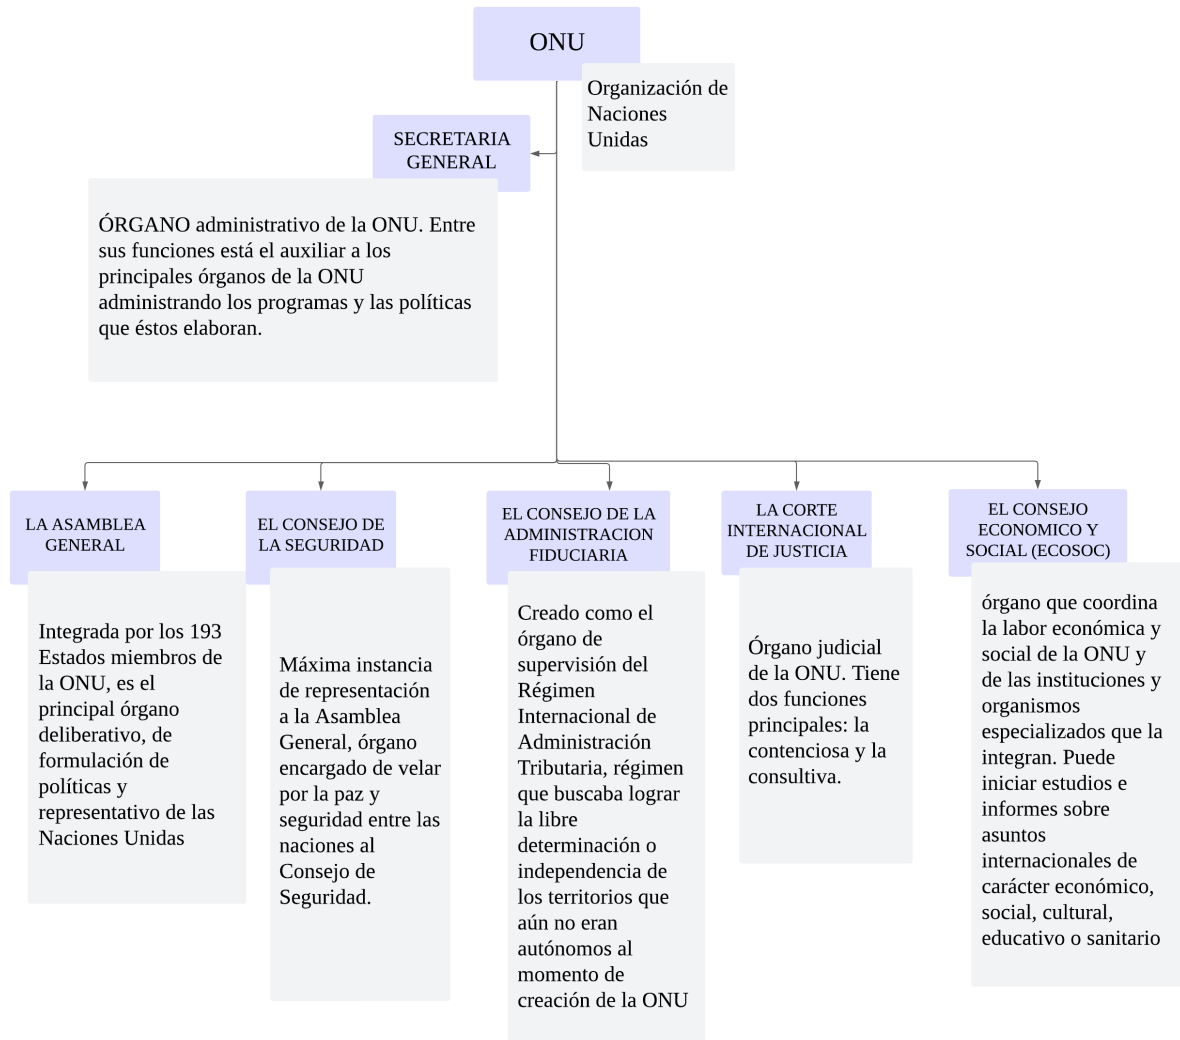 ONU
Organización de
Naciones
Unidas
SECRETARIA
GENERAL
ÓRGANO administrativo de la ONU. Entre
sus funciones está el auxiliar a los
principales órganos de la ONU
administrando los programas y las políticas
que éstos elaboran.
LA ASAMBLEA
GENERAL
Integrada por los 193
Estados miembros de
la ONU, es el
principal órgano
deliberativo, de
formulación de
políticas y
representativo de las
Naciones Unidas
EL CONSEJO DE
LA SEGURIDAD
Máxima instancia
de representación
a la Asamblea
General, órgano
encargado de velar
por la paz y
seguridad entre las
naciones al
Consejo de
Seguridad.
EL CONSEJO DE LA
ADMINISTRACION
FIDUCIARIA
Creado como el
órgano de
supervisión del
Régimen
Internacional de
Administración
Tributaria, régimen
que buscaba lograr
la libre
determinación o
independencia de
los territorios que
aún no eran
autónomos al
momento de
creación de la ONU
LA CORTE
INTERNACIONAL
DE JUSTICIA
Órgano judicial
de la ONU. Tiene
dos funciones
principales: la
contenciosa y la
consultiva.
EL CONSEJO
ECONOMICO Y
SOCIAL (ECOSOC)
órgano que coordina
la labor económica y
social de la ONU y
de las instituciones y
organismos
especializados que la
integran. Puede
iniciar estudios e
informes sobre
asuntos
internacionales de
carácter económico,
social, cultural,
educativo o sanitario